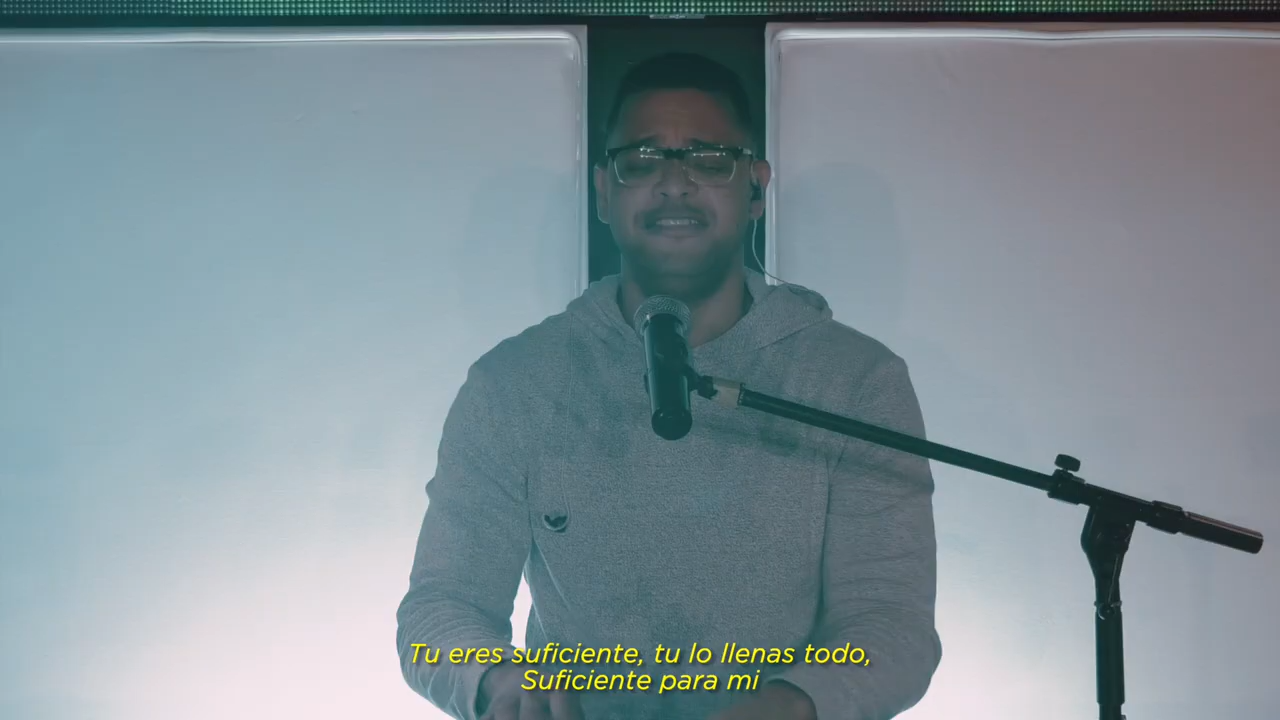 Tu eres suficiente, tu lo llenas todo,
Suficiente para mi